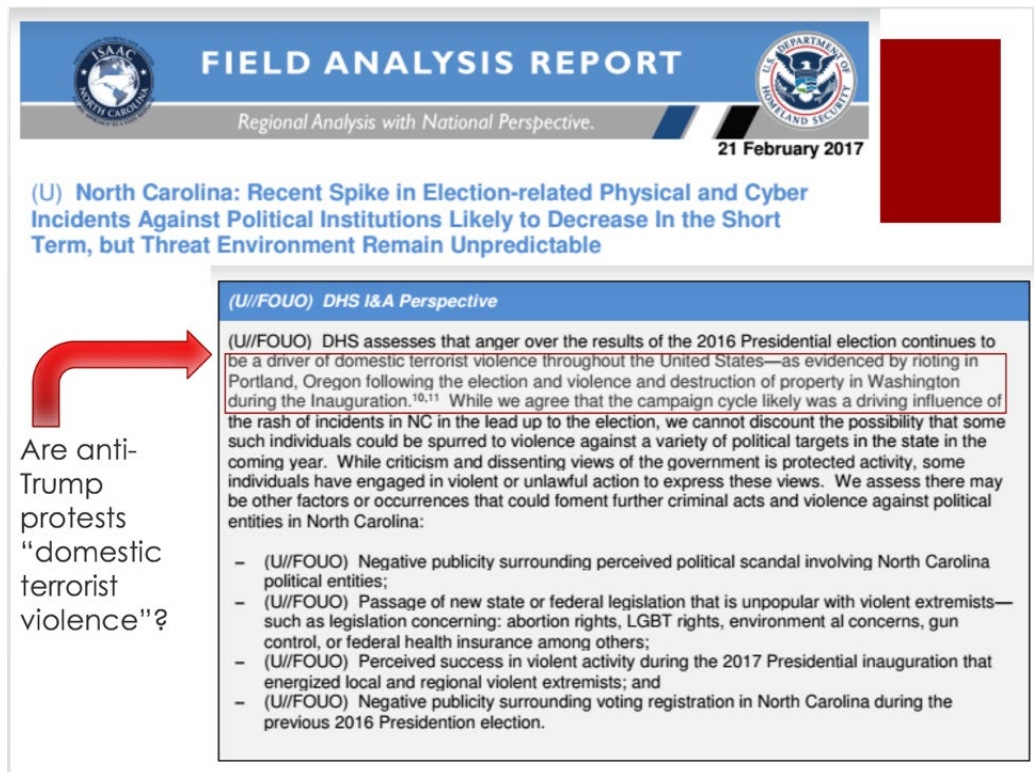 ISAAC
NORTH CAROLINA
FIELD ANALYSIS REPORT
U.S. DEPARTMENT OF
HOMELAND SECURITY
Regional Analysis with National Perspective.
21 February 2017
(U) North Carolina: Recent Spike in Election-related Physical and Cyber
Incidents Against Political Institutions Likely to Decrease In the Short
Term, but Threat Environment Remain Unpredictable
(U//FOUO) DHS I&A Perspective
(U//FOUO) DHS assesses that anger over the results of the 2016 Presidential election continues to
be a driver of domestic terrorist violence throughout the United States—as evidenced by rioting in
Portland, Oregon following the election and violence and destruction of property in Washington
during the Inauguration.10,11 While we agree that the campaign cycle likely was a driving influence of
the rash of incidents in NC in the lead up to the election, we cannot discount the possibility that some
such individuals could be spurred to violence against a variety of political targets in the state in the
coming year. While criticism and dissenting views of the government is protected activity, some
individuals have engaged in violent or unlawful action to express these views. We assess there may
be other factors or occurrences that could foment further criminal acts and violence against political
entities in North Carolina:
– (U//FOUO) Negative publicity surrounding perceived political scandal involving North Carolina
political entities;
– (U//FOUO) Passage of new state or federal legislation that is unpopular with violent extremists—
such as legislation concerning: abortion rights, LGBT rights, environment al concerns, gun
control, or federal health insurance among others;
– (U//FOUO) Perceived success in violent activity during the 2017 Presidential inauguration that
energized local and regional violent extremists; and
– (U//FOUO) Negative publicity surrounding voting registration in North Carolina during the
previous 2016 Presidention election.
Are anti-
Trump
protests
“domestic
terrorist
violence”?